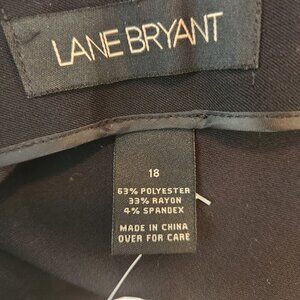 LANE BRYANT
18
63% POLYESTER
33% RAYON
4% SPANDEX
MADE IN CHINA
OVER FOR CARE